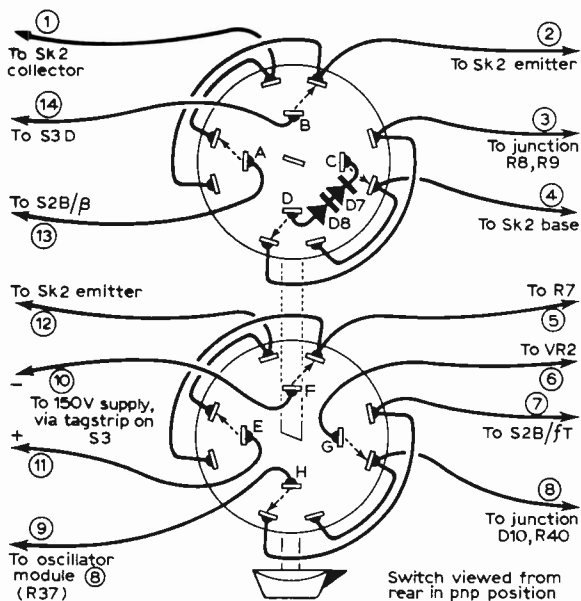 ①
To Sk2
collector
②
To Sk2 emitter
⑭
To S3 D
B
③
To junction
R8, R9
A
C
To S2B/β
⑬
D
D7
D8
④
To Sk2 base
To Sk2 emitter
⑫
To R7
⑤
−
⑩
To 150V supply,
via tagstrip on
S3
+
⑪
F
To VR2
⑥
E
G
⑦
To S2B/fT
H
⑧
To junction
D10, R40
⑨
To oscillator
module ⑧
(R37)
Switch viewed from
rear in pnp position